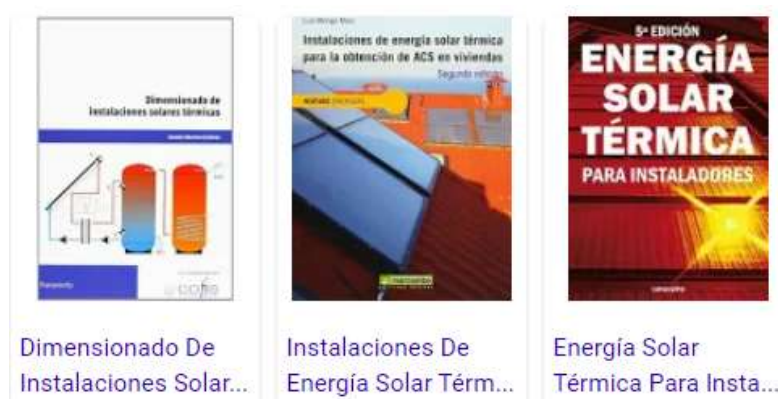 Dimensionado de
instalaciones solares térmicas
Paraninfo
Instalaciones de energía solar térmica
para la obtención de ACS en viviendas
Segunda edición
marcombo
5ª EDICIÓN
ENERGÍA
SOLAR
TÉRMICA
PARA INSTALADORES
Dimensionado De
Instalaciones Solar...
Instalaciones De
Energía Solar Térm...
Energía Solar
Térmica Para Insta...